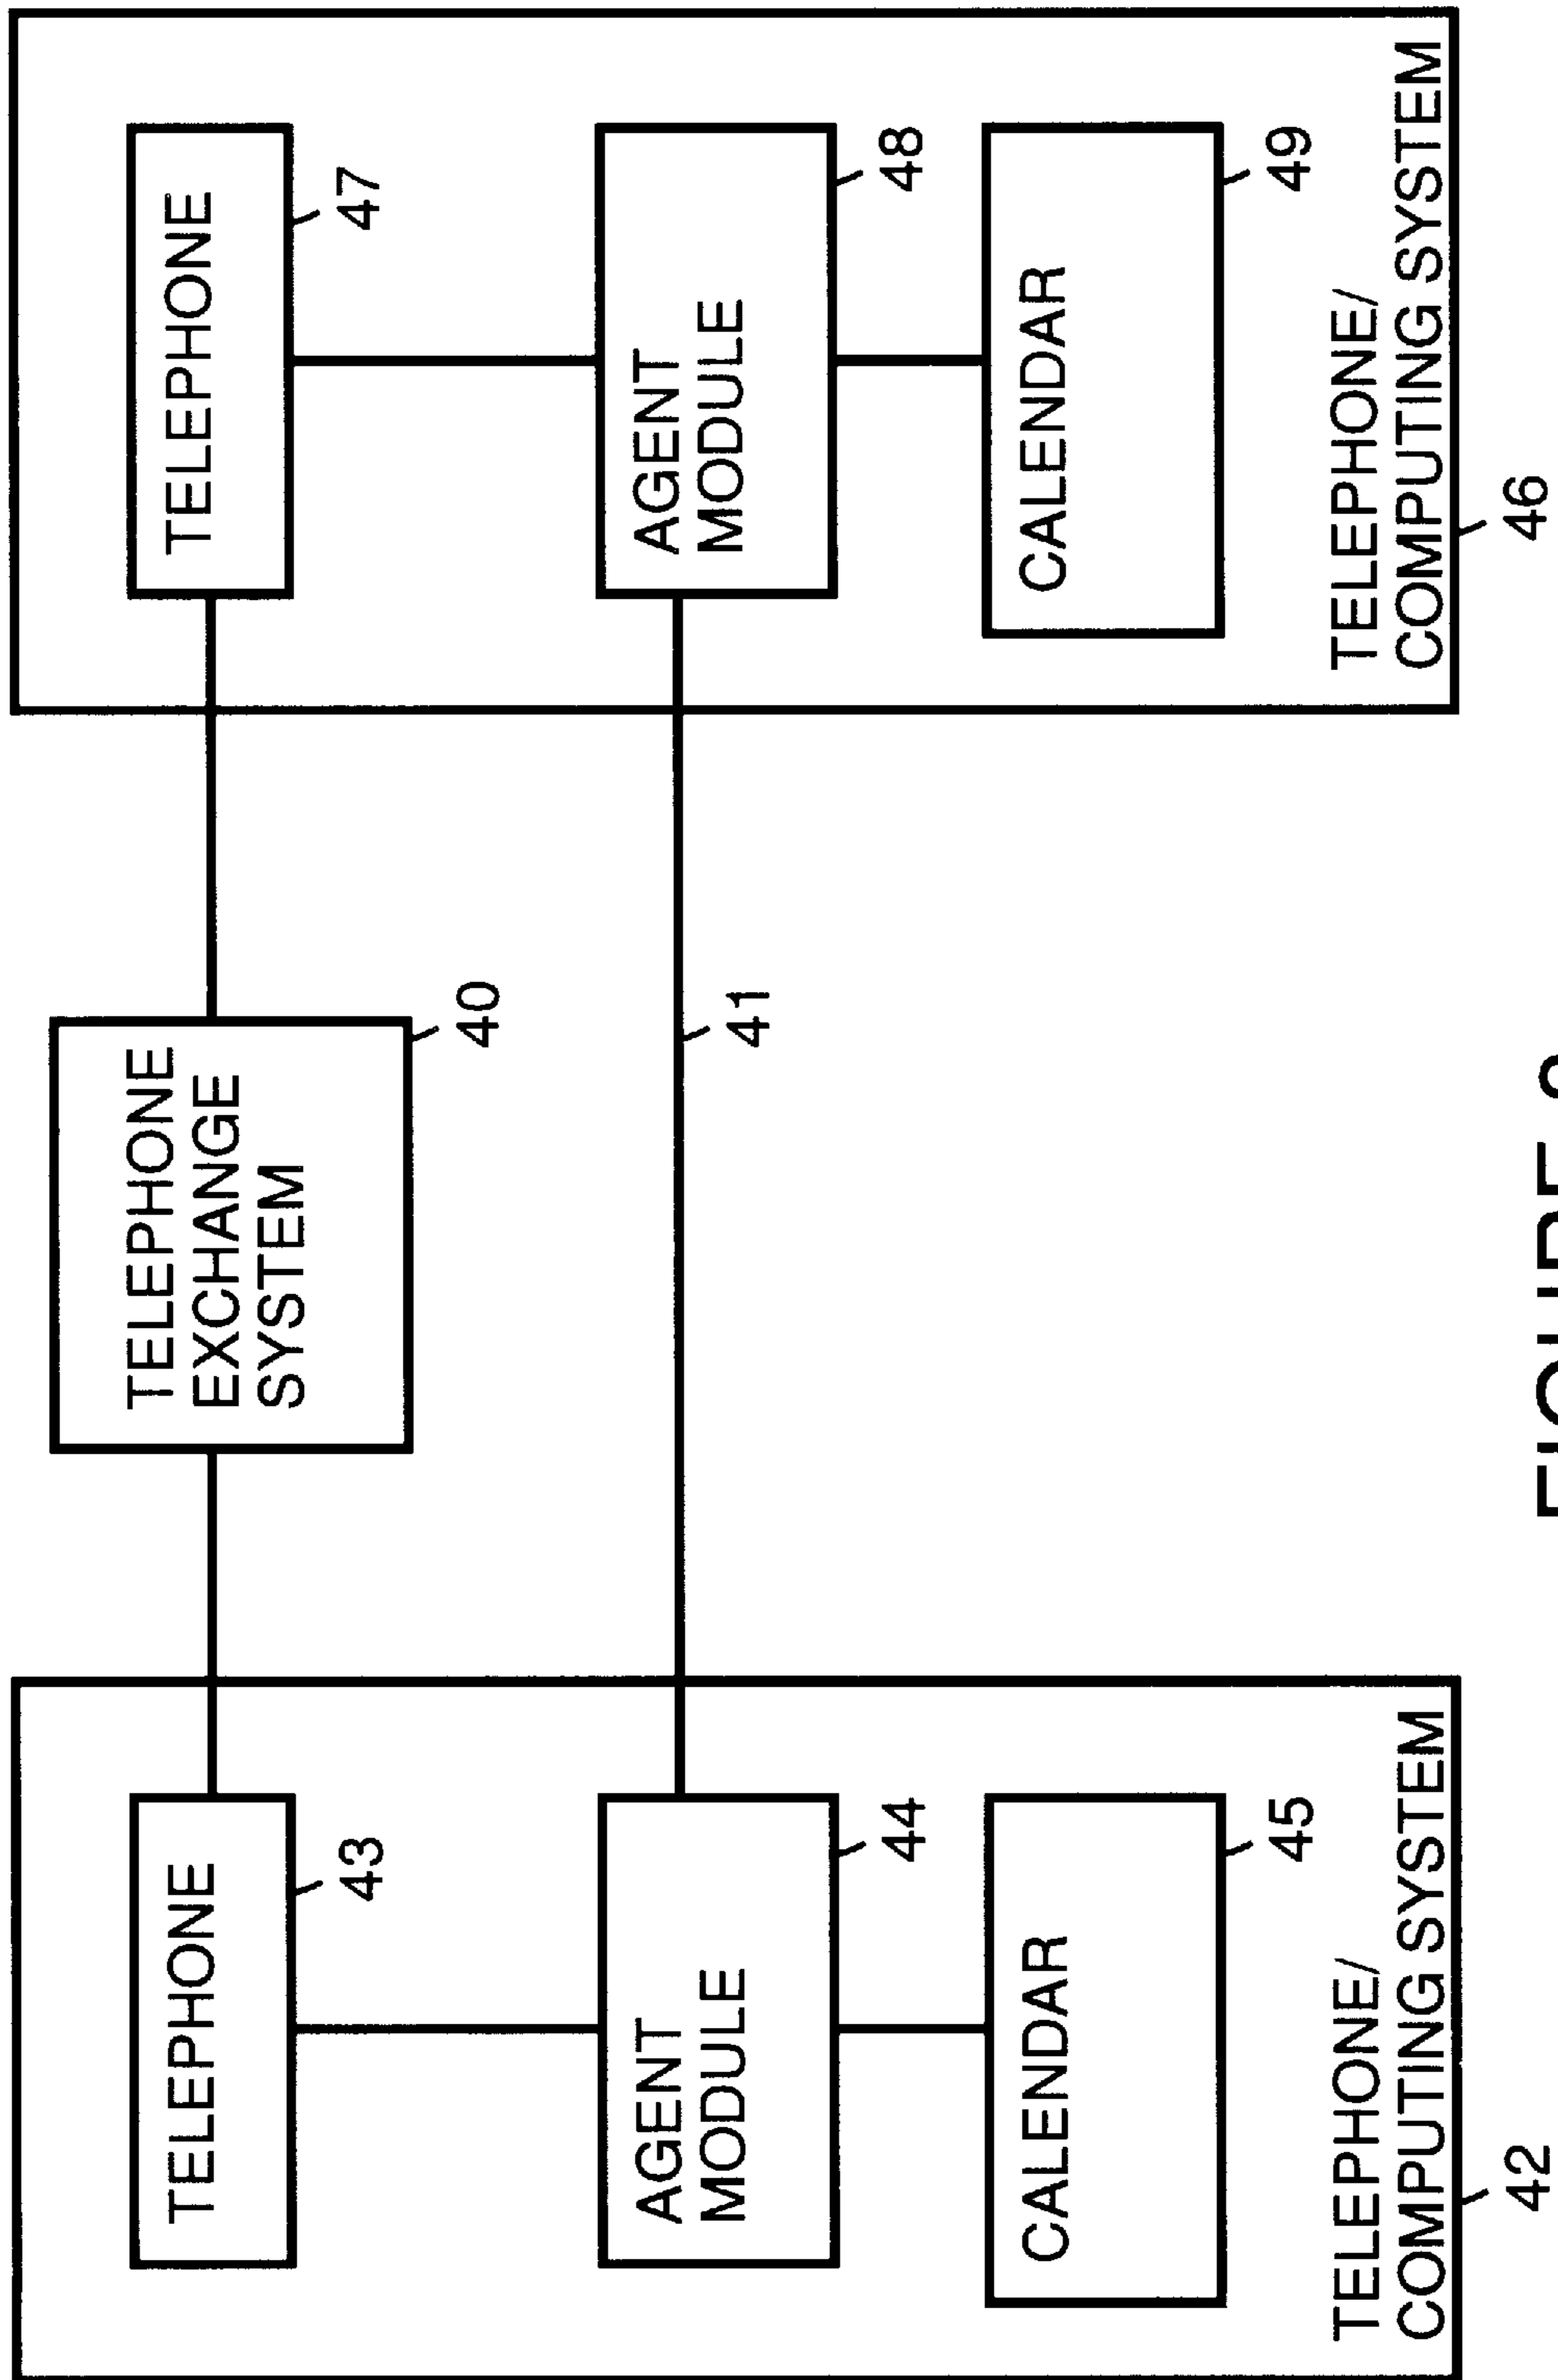 TELEPHONE
43
AGENT
MODULE
44
CALENDAR
45
TELEPHONE/
COMPUTING SYSTEM
42
TELEPHONE
EXCHANGE
SYSTEM
40
41
TELEPHONE
47
AGENT
MODULE
48
CALENDAR
49
TELEPHONE/
COMPUTING SYSTEM
46
FIGURE